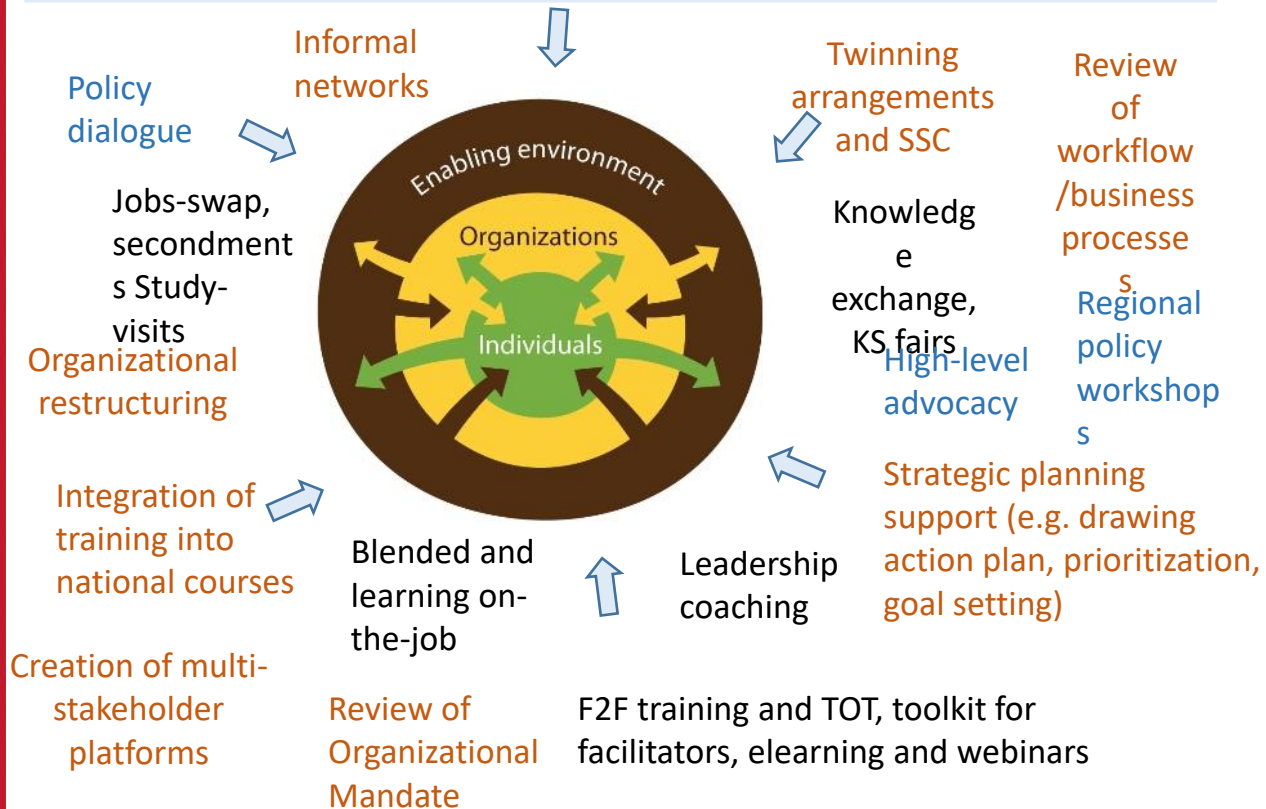 Informal
networks
Policy
dialogue
Twinning
arrangements
and SSC
Review
of
workflow
/business
processe
s
Enabling environment
Organizations
Individuals
Jobs-swap,
secondment
s Study-
visits
Knowledg
e
exchange,
KS fairs
Regional
policy
workshop
s
High-level
advocacy
Organizational
restructuring
Integration of
training into
national courses
Blended and
learning on-
the-job
Leadership
coaching
Strategic planning
support (e.g. drawing
action plan, prioritization,
goal setting)
Creation of multi-
stakeholder
platforms
Review of
Organizational
Mandate
F2F training and TOT, toolkit for
facilitators, elearning and webinars